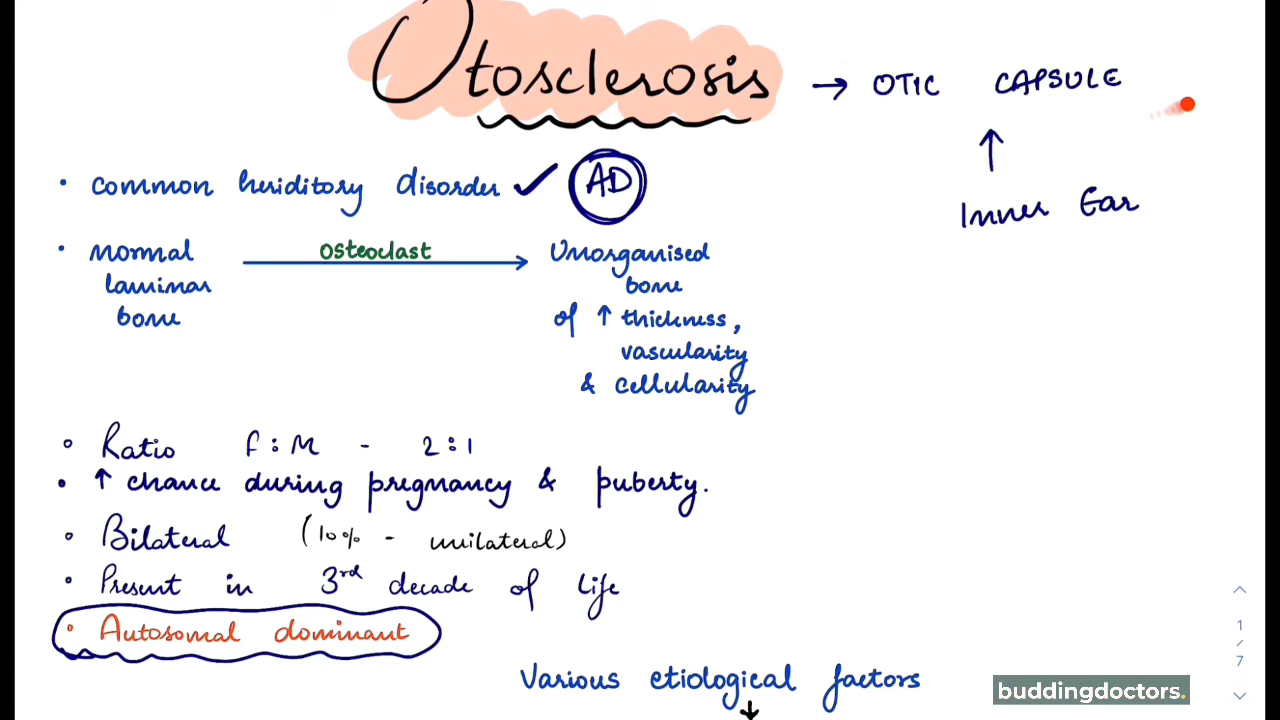 Otosclerosis → OTIC CAPSULE
↑
Inner Ear
• common heriditory disorder ✓ AD
• normal laminar bone
osteoclast →
Unorganised
bone
of ↑ thickness,
vascularity
& cellularity
• Ratio f:M - 2:1
• ↑ chance during pregnancy & puberty.
• Bilateral (10% - unilateral)
• Present in 3rd decade of life
• Autosomal dominant
Various etiological factors
↓
1
/
7
buddingdoctors.